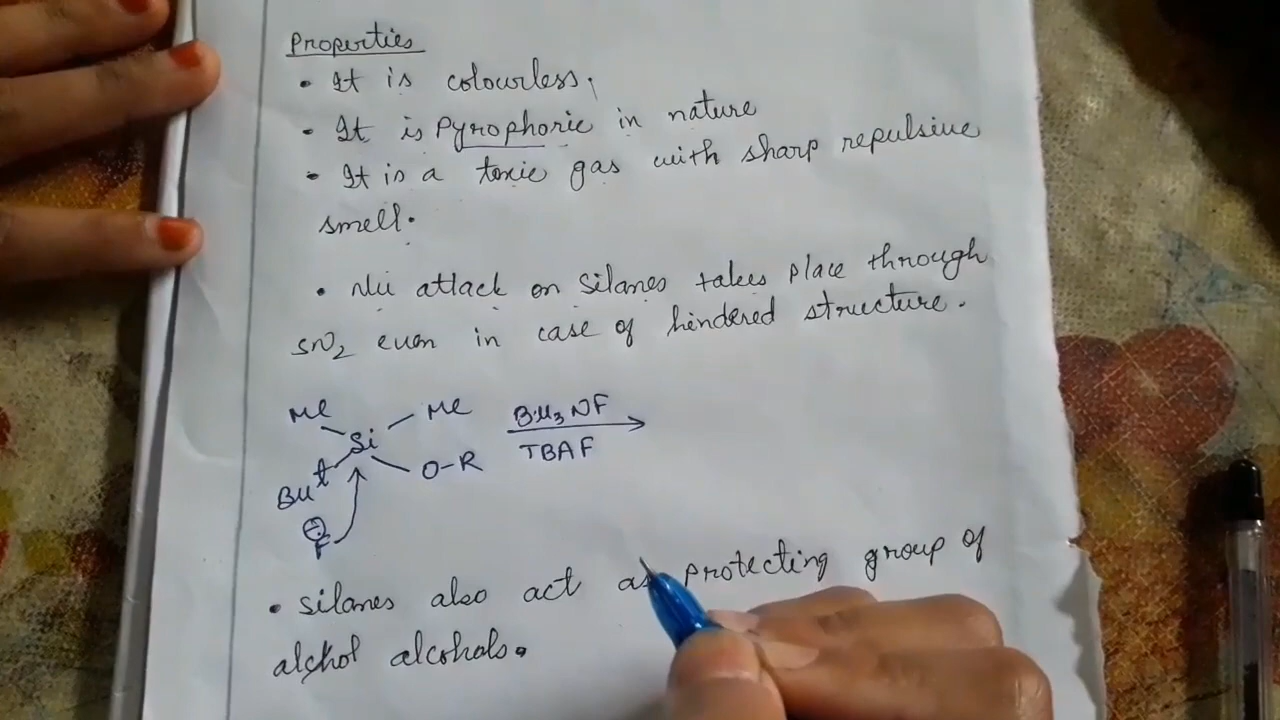 Properties
• It is colourless.
• It is Pyrophoric in nature
• It is a toxic gas with sharp repulsive
smell.
• Nu attack on Silanes takes place through
SN2 even in case of hindered structure.
Me Me Bu3NF
Si TBAF
But O-R
F
• silanes also act as protecting group of
alchol alcohols.